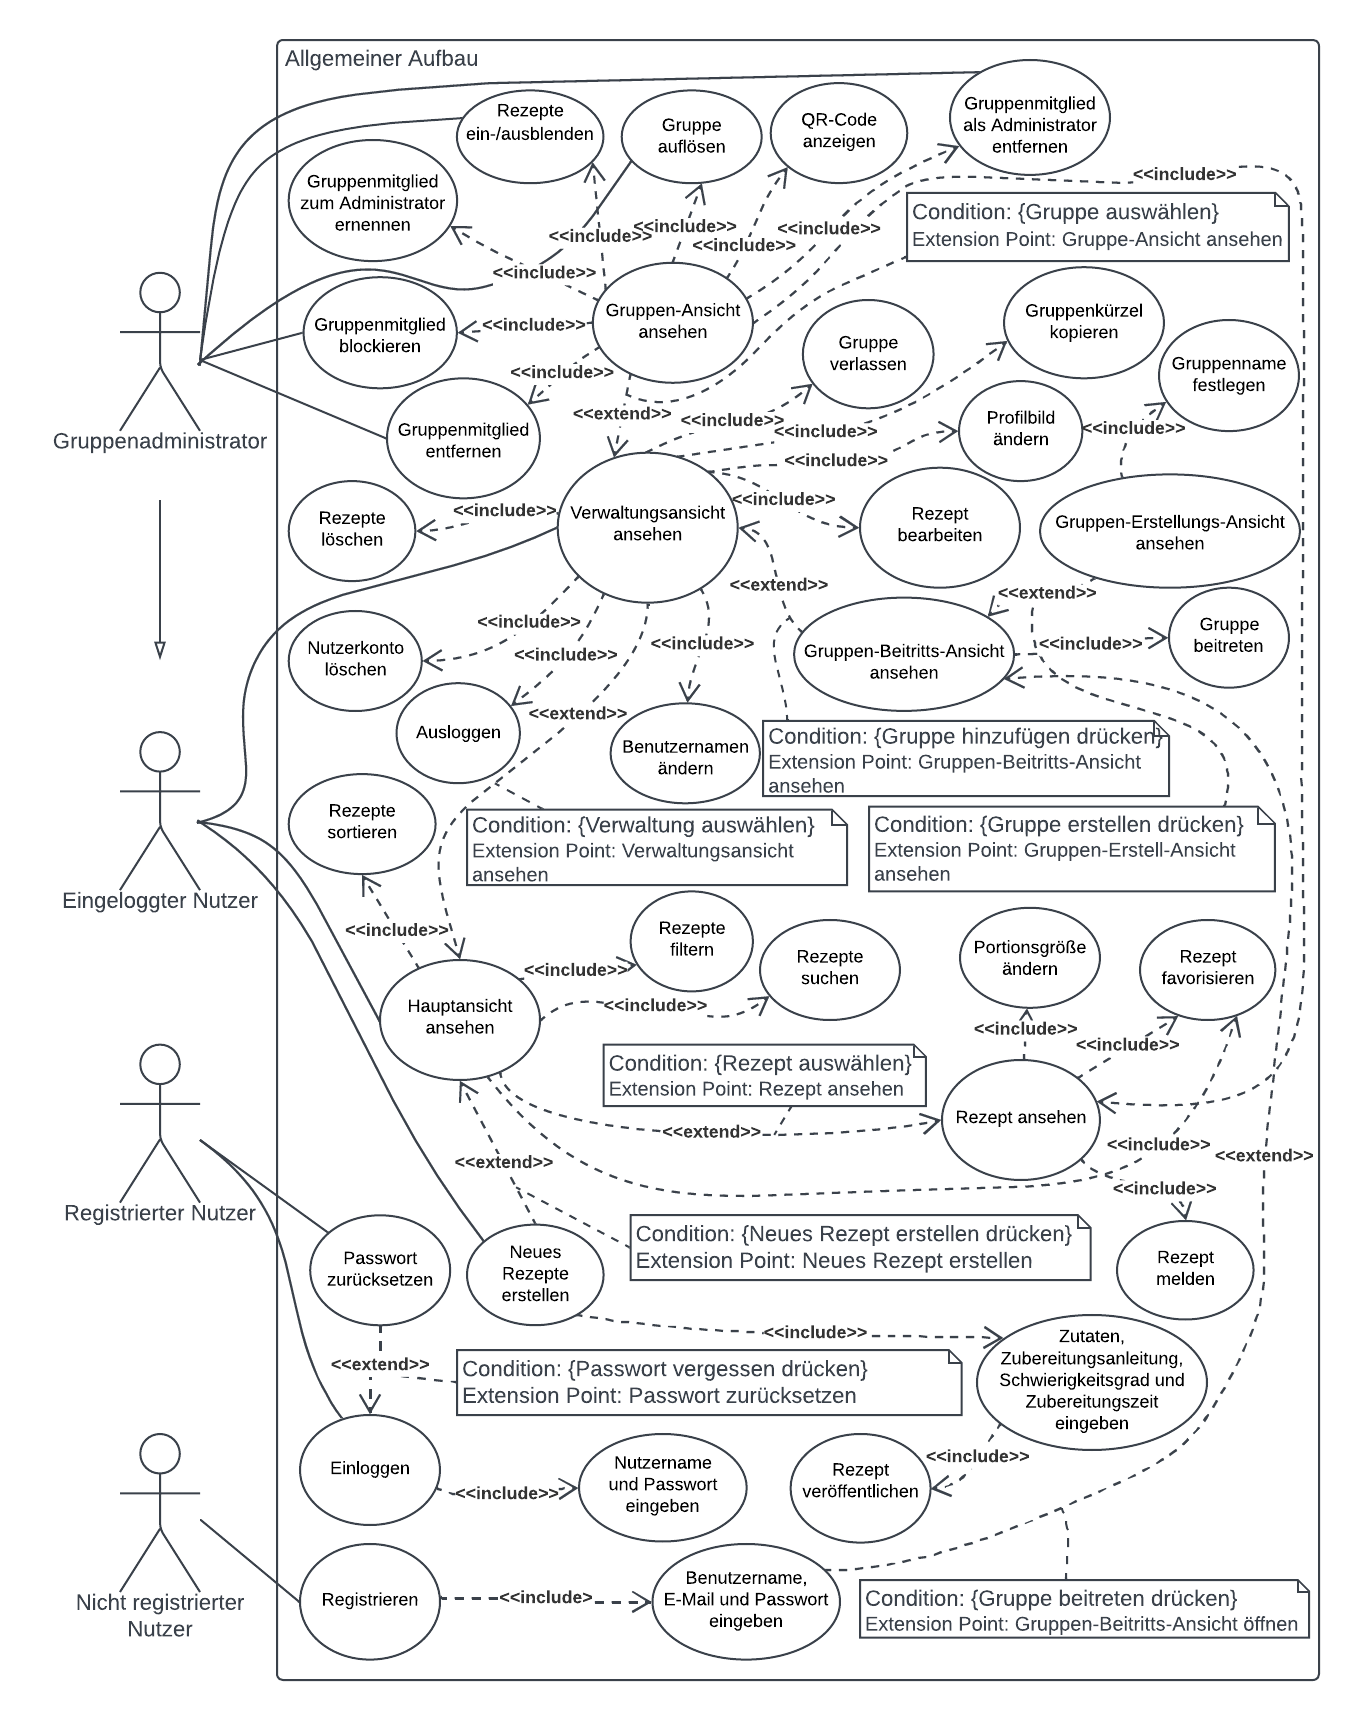 Allgemeiner Aufbau
Rezepte
ein-/ausblenden
Gruppe
auflösen
QR-Code
anzeigen
Gruppenmitglied
als Administrator
entfernen
Gruppenmitglied
zum Administrator
ernennen
<<include>>
Condition: {Gruppe auswählen}
Extension Point: Gruppe-Ansicht ansehen
<<include>>
<<include>>
<<include>>
<<include>>
<<include>>
Gruppen-Ansicht
ansehen
Gruppenmitglied
blockieren
<<include>>
Gruppe
verlassen
Gruppenkürzel
kopieren
Gruppenname
festlegen
<<include>>
<<extend>>
<<include>>
<<include>>
<<include>>
Profilbild
ändern
<<include>>
Gruppenadministrator
Gruppenmitglied
entfernen
Rezepte
löschen
<<include>>
Verwaltungsansicht
ansehen
<<include>>
Rezept
bearbeiten
Gruppen-Erstellungs-Ansicht
ansehen
<<extend>>
<<extend>>
Nutzerkonto
löschen
<<include>>
<<include>>
<<include>>
Gruppen-Beitritts-Ansicht
ansehen
<<include>>
Gruppe
beitreten
Ausloggen
<<extend>>
Benutzernamen
ändern
Condition: {Gruppe hinzufügen drücken}
Extension Point: Gruppen-Beitritts-Ansicht
ansehen
Rezepte
sortieren
Condition: {Verwaltung auswählen}
Extension Point: Verwaltungsansicht
ansehen
Condition: {Gruppe erstellen drücken}
Extension Point: Gruppen-Erstell-Ansicht
ansehen
Eingeloggter Nutzer
<<include>>
Rezepte
filtern
Rezepte
suchen
Portionsgröße
ändern
Rezept
favorisieren
<<include>>
<<include>>
Hauptansicht
ansehen
<<include>>
<<include>>
Condition: {Rezept auswählen}
Extension Point: Rezept ansehen
Rezept ansehen
<<extend>>
<<include>>
<<extend>>
<<extend>>
<<include>>
Registrierter Nutzer
Condition: {Neues Rezept erstellen drücken}
Extension Point: Neues Rezept erstellen
Passwort
zurücksetzen
Neues
Rezepte
erstellen
Rezept
melden
<<include>>
Zutaten,
Zubereitungsanleitung,
Schwierigkeitsgrad und
Zubereitungszeit
eingeben
<<extend>>
Condition: {Passwort vergessen drücken}
Extension Point: Passwort zurücksetzen
Einloggen
<<include>>
Nutzername
und Passwort
eingeben
Rezept
veröffentlichen
<<include>>
Nicht registrierter
Nutzer
Registrieren
<<include>
Benutzername,
E-Mail und Passwort
eingeben
Condition: {Gruppe beitreten drücken}
Extension Point: Gruppen-Beitritts-Ansicht öffnen